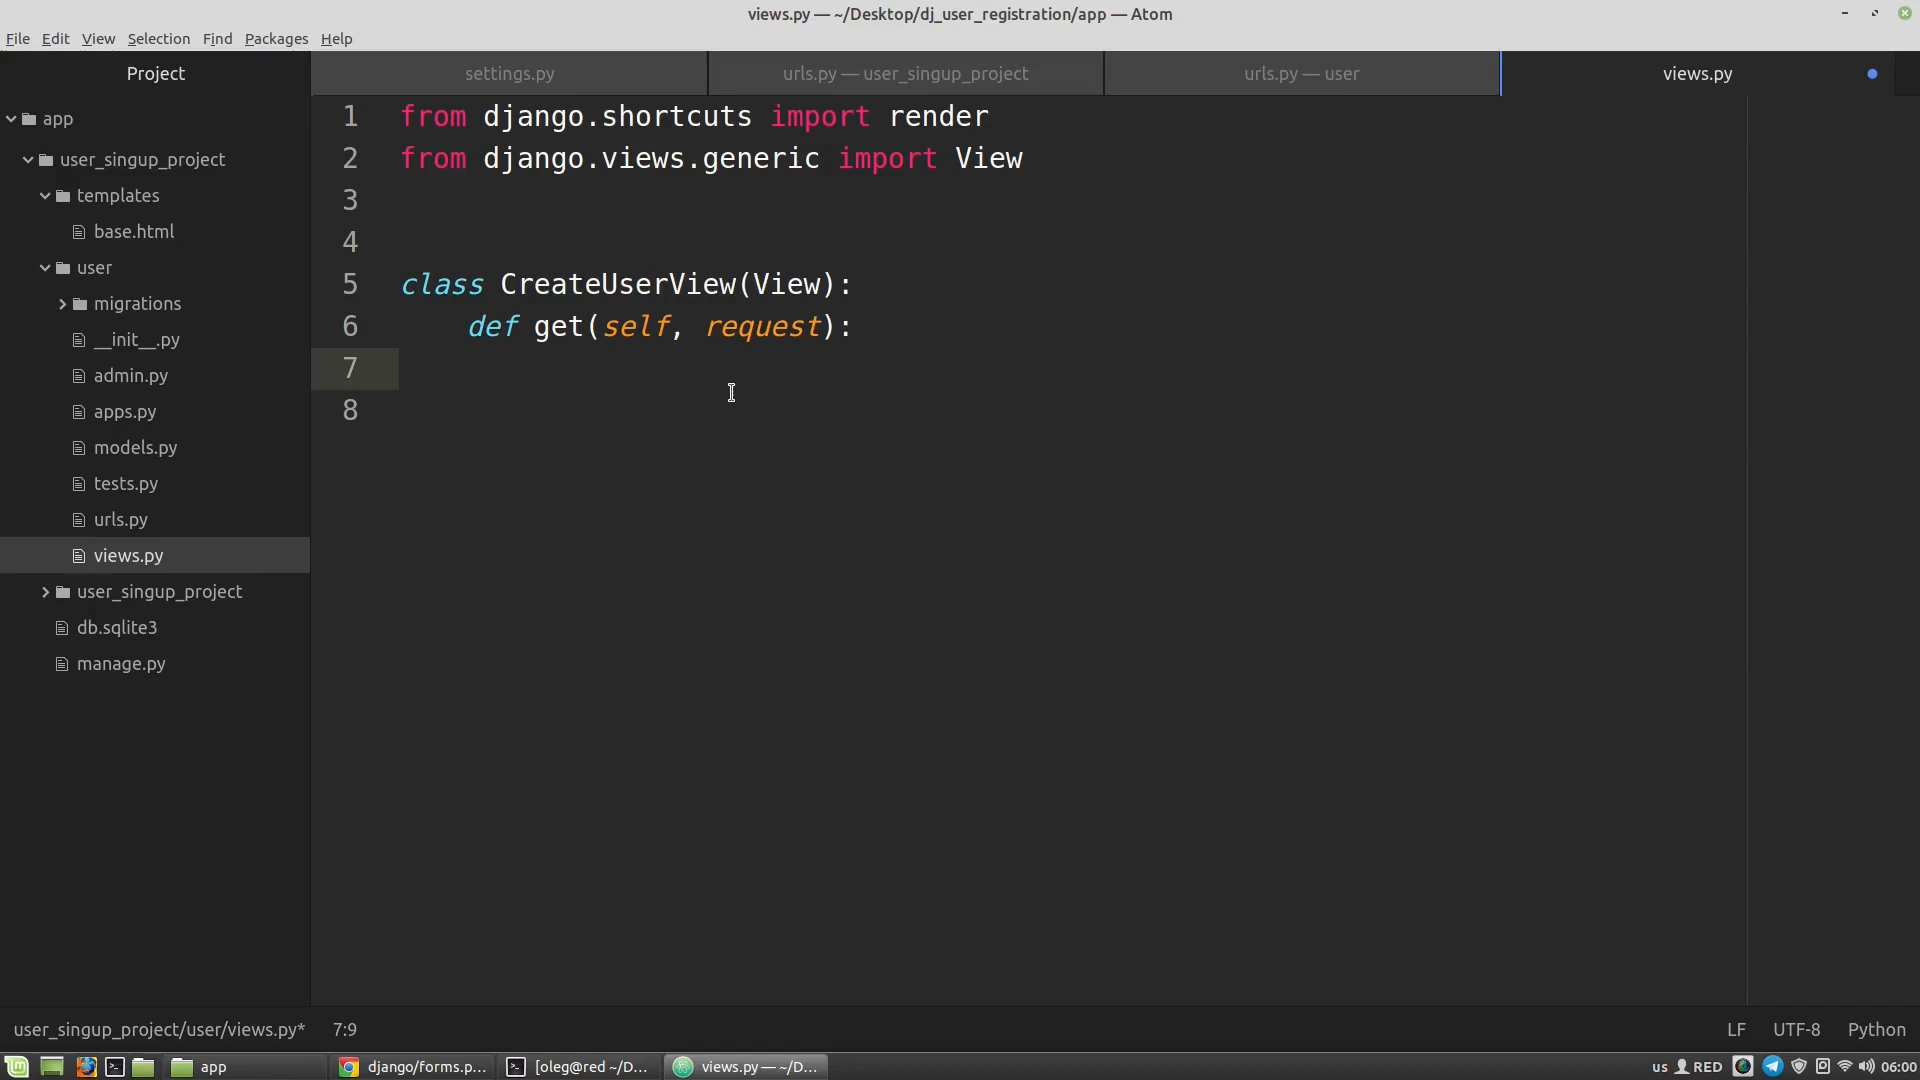 views.py — ~/Desktop/dj_user_registration/app — Atom
File Edit View Selection Find Packages Help
Project
settings.py
urls.py — user_singup_project
urls.py — user
views.py
app
user_singup_project
templates
base.html
user
migrations
__init__.py
admin.py
apps.py
models.py
tests.py
urls.py
views.py
user_singup_project
db.sqlite3
manage.py
1 from django.shortcuts import render
2 from django.views.generic import View
3
4
5 class CreateUserView(View):
6 def get(self, request):
7
8
user_singup_project/user/views.py* 7:9
LF UTF-8 Python
app
django/forms.p...
[oleg@red ~/D...
views.py — ~/D...
us RED 06:00